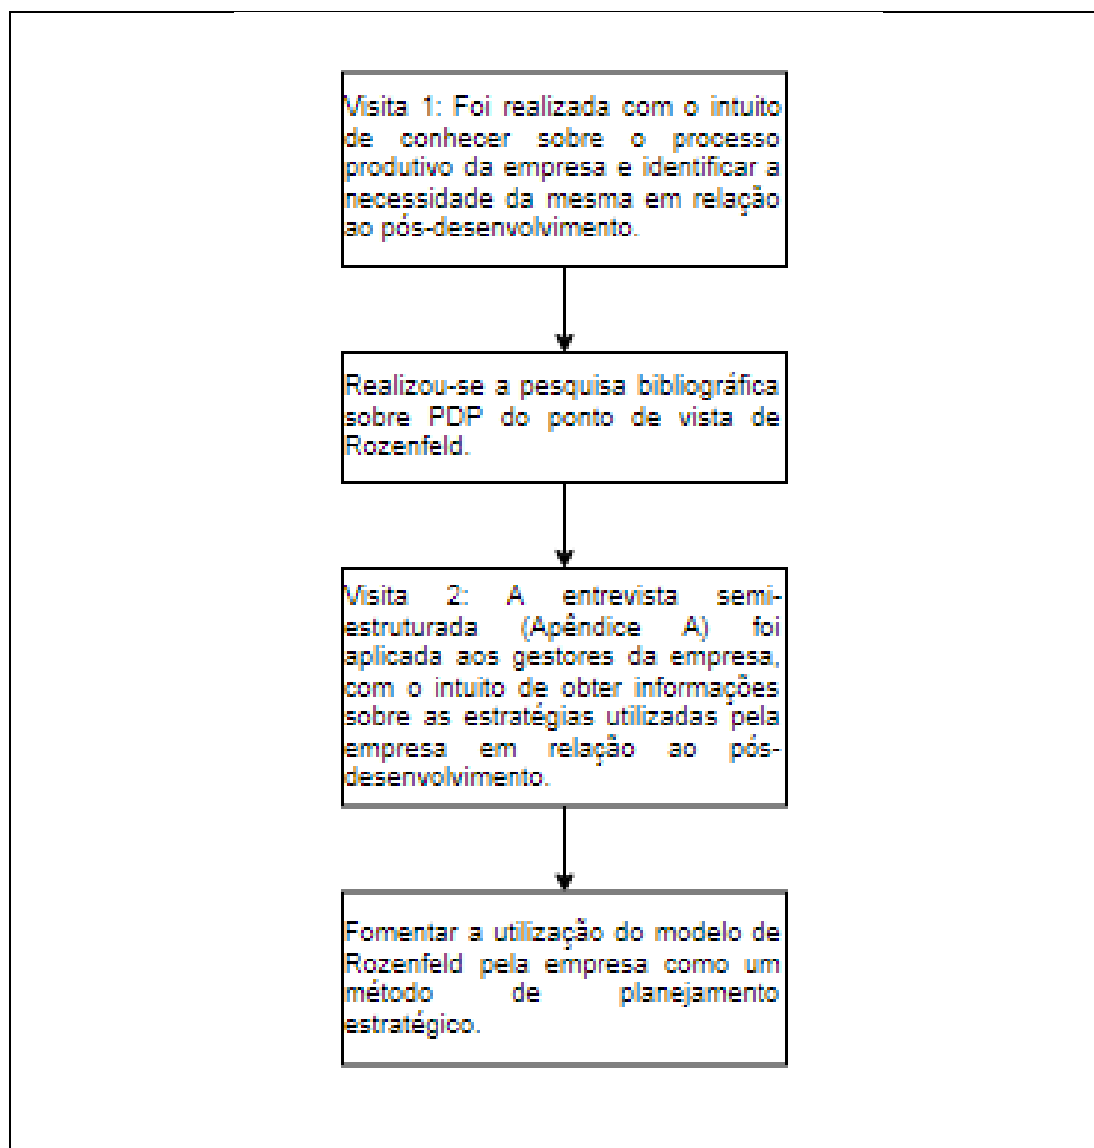 Visita 1: Foi realizada com o intuito
de conhecer sobre o processo
produtivo da empresa e identificar a
necessidade da mesma em relação
ao pós-desenvolvimento.
Realizou-se a pesquisa bibliográfica
sobre PDP do ponto de vista de
Rozenfeld.
Visita 2: A entrevista semi-
estruturada (Apêndice A) foi
aplicada aos gestores da empresa,
com o intuito de obter informações
sobre as estratégias utilizadas pela
empresa em relação ao pós-
desenvolvimento.
Fomentar a utilização do modelo de
Rozenfeld pela empresa como um
método de planejamento
estratégico.